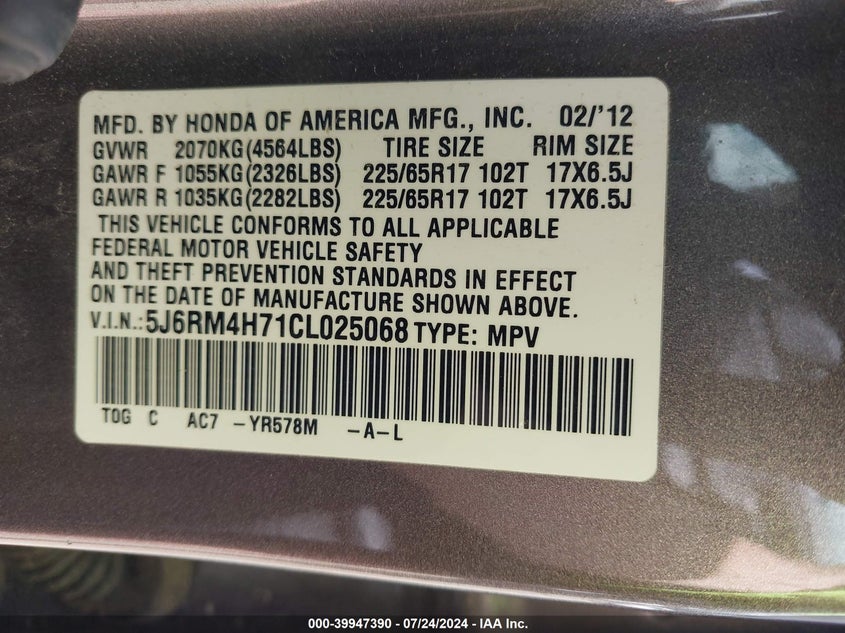 MFD. BY HONDA OF AMERICA MFG., INC. 02/'12
GVWR 2070KG(4564LBS) TIRE SIZE RIM SIZE
GAWR F 1055KG(2326LBS) 225/65R17 102T 17X6.5J
GAWR R 1035KG(2282LBS) 225/65R17 102T 17X6.5J
THIS VEHICLE CONFORMS TO ALL APPLICABLE
FEDERAL MOTOR VEHICLE SAFETY
AND THEFT PREVENTION STANDARDS IN EFFECT
ON THE DATE OF MANUFACTURE SHOWN ABOVE.
V.I.N.:5J6RM4H71CL025068 TYPE: MPV
TOG C AC7 -YR578M -A-L
000-39947390 - 07/24/2024 - IAA Inc.